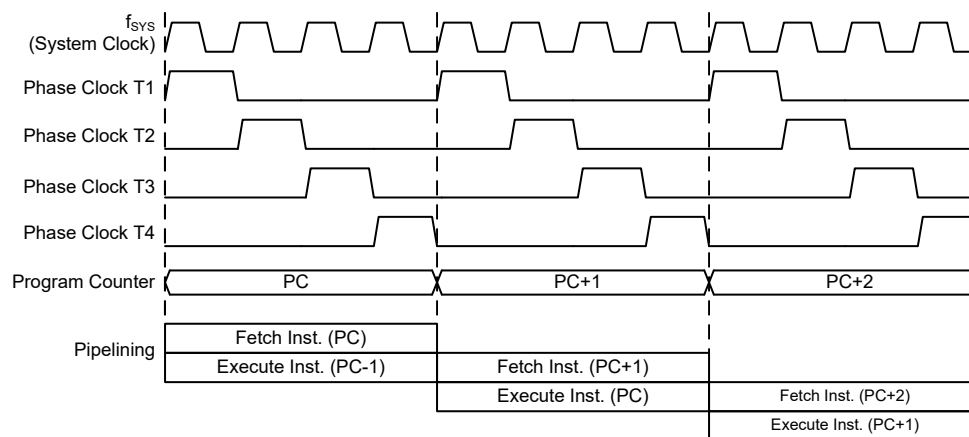 fSYS
(System Clock)
Phase Clock T1
Phase Clock T2
Phase Clock T3
Phase Clock T4
Program Counter PC PC+1 PC+2
Pipelining
Fetch Inst. (PC)
Execute Inst. (PC-1) Fetch Inst. (PC+1)
Execute Inst. (PC) Fetch Inst. (PC+2)
Execute Inst. (PC+1)